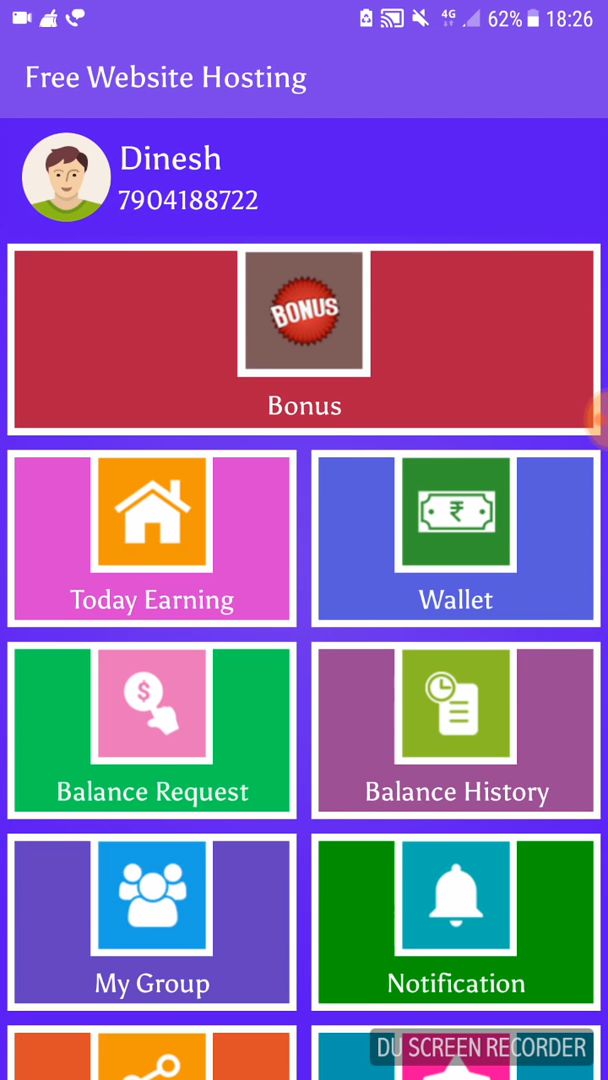 4G 62% 18:26
Free Website Hosting
Dinesh
7904188722
BONUS
Bonus
Today Earning
Wallet
Balance Request
Balance History
My Group
Notification
DU SCREEN RECORDER